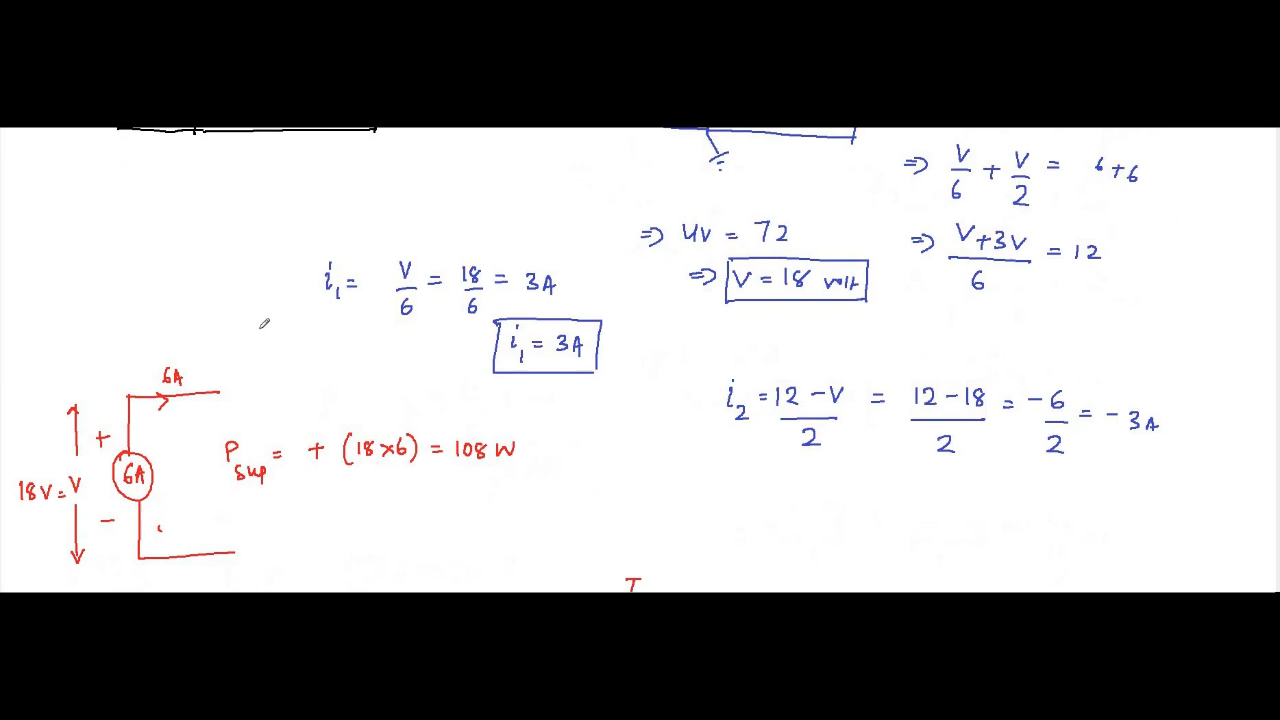 ⇒ V/6 + V/2 = 6+6
⇒ (V+3V)/6 = 12
⇒ 4V = 72
⇒ V = 18 volt
i₁ = V/6 = 18/6 = 3A
i₁ = 3A
i₂ = (12-V)/2 = (12-18)/2 = -6/2 = -3A
6A
+
18V = V
6A
-
P sup = + (18×6) = 108 W